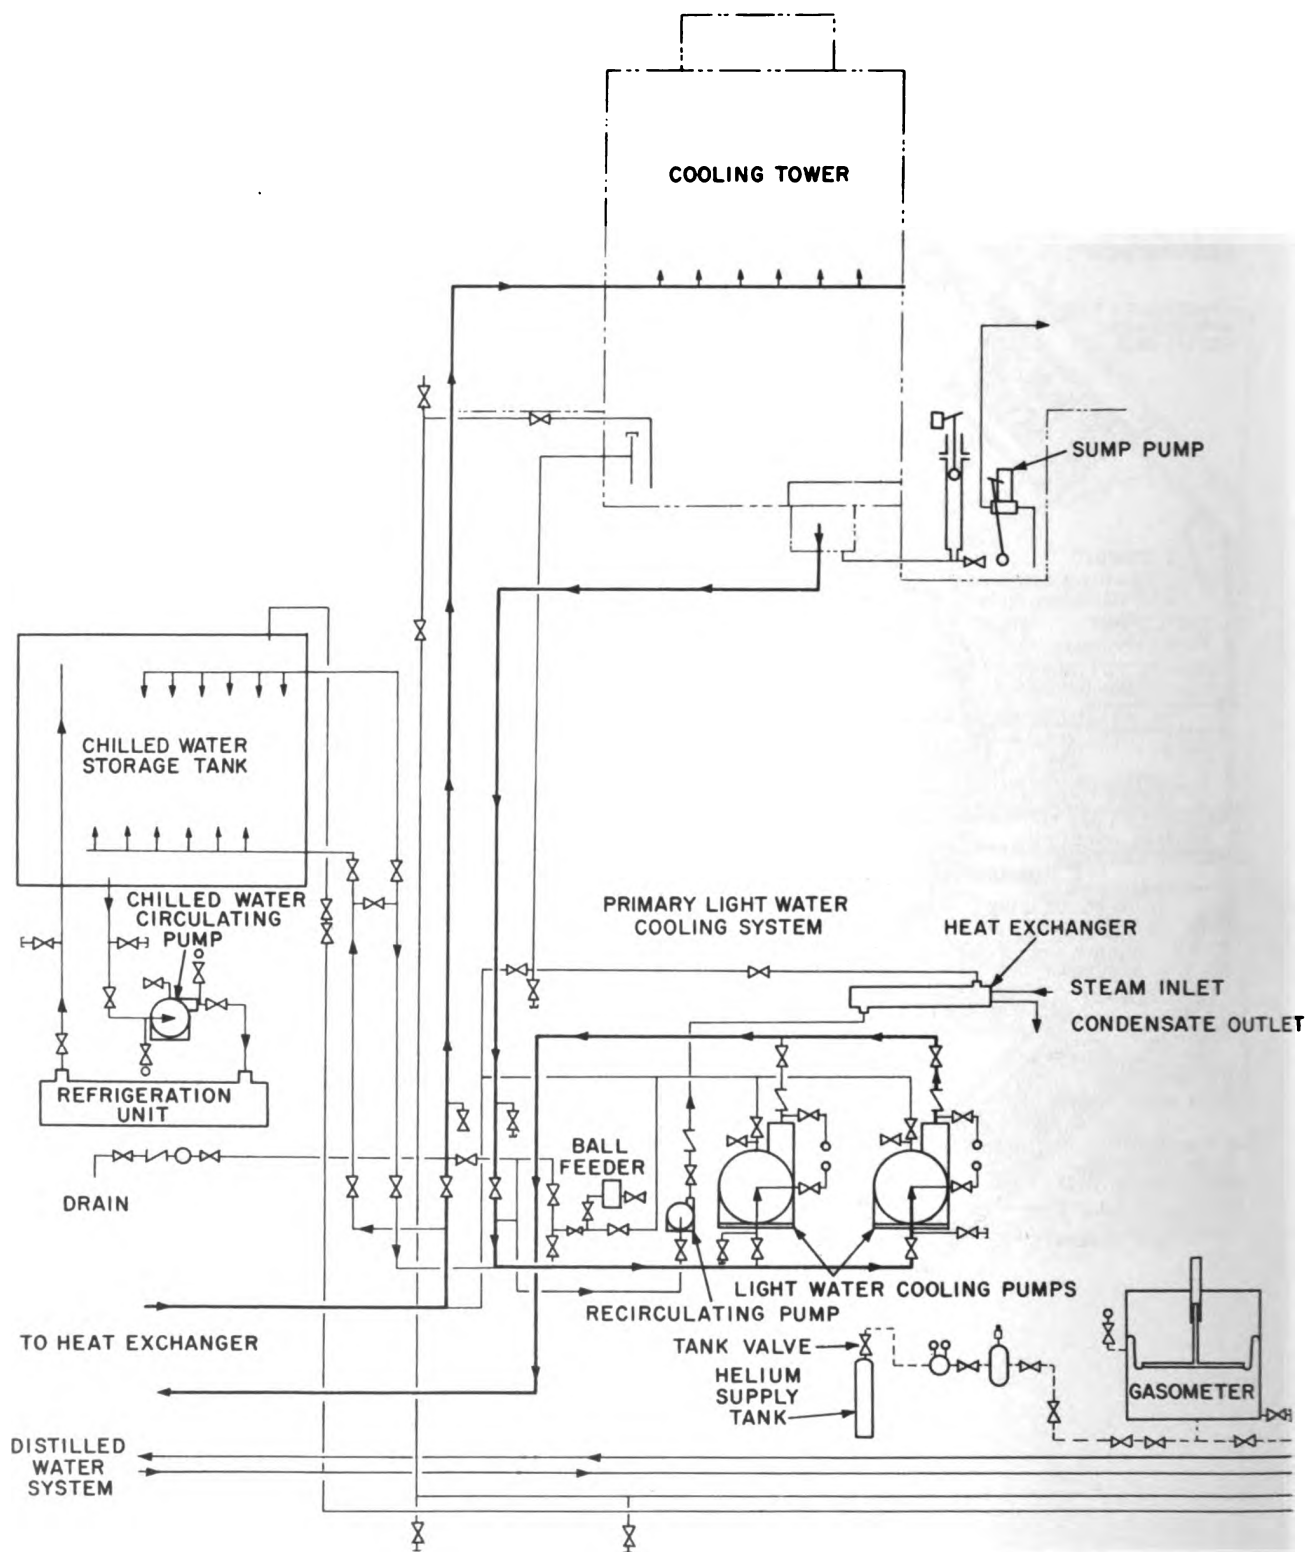 COOLING TOWER
SUMP PUMP
CHILLED WATER
STORAGE TANK
CHILLED WATER
CIRCULATING
PUMP
PRIMARY LIGHT WATER
COOLING SYSTEM
HEAT EXCHANGER
STEAM INLET
CONDENSATE OUTLET
REFRIGERATION
UNIT
BALL
FEEDER
DRAIN
LIGHT WATER COOLING PUMPS
RECIRCULATING PUMP
TO HEAT EXCHANGER
TANK VALVE
HELIUM
SUPPLY
TANK
GASOMETER
DISTILLED
WATER
SYSTEM